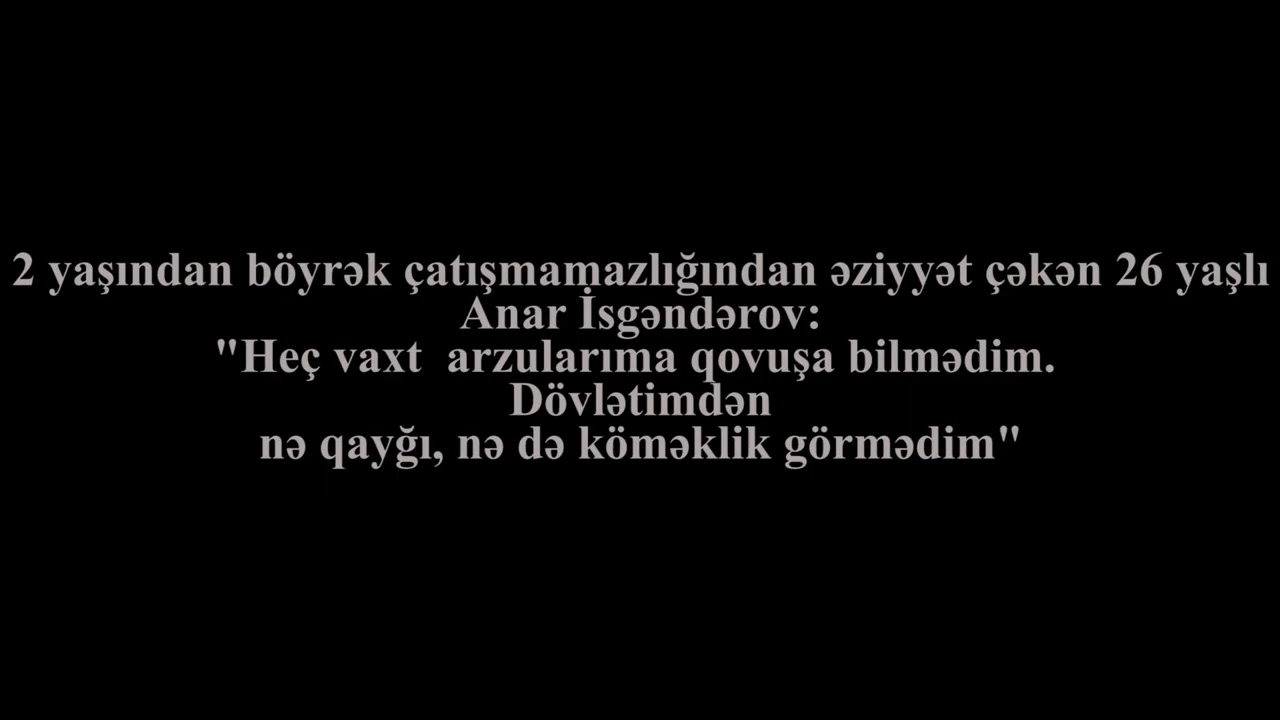 2 yaşından böyrək çatışmamazlığından əziyyət çəkən 26 yaşlı
Anar İsgəndərov:
"Heç vaxt  arzularıma qovuşa bilmədim.
Dövlətimdən
nə qayğı, nə də köməklik görmədim"